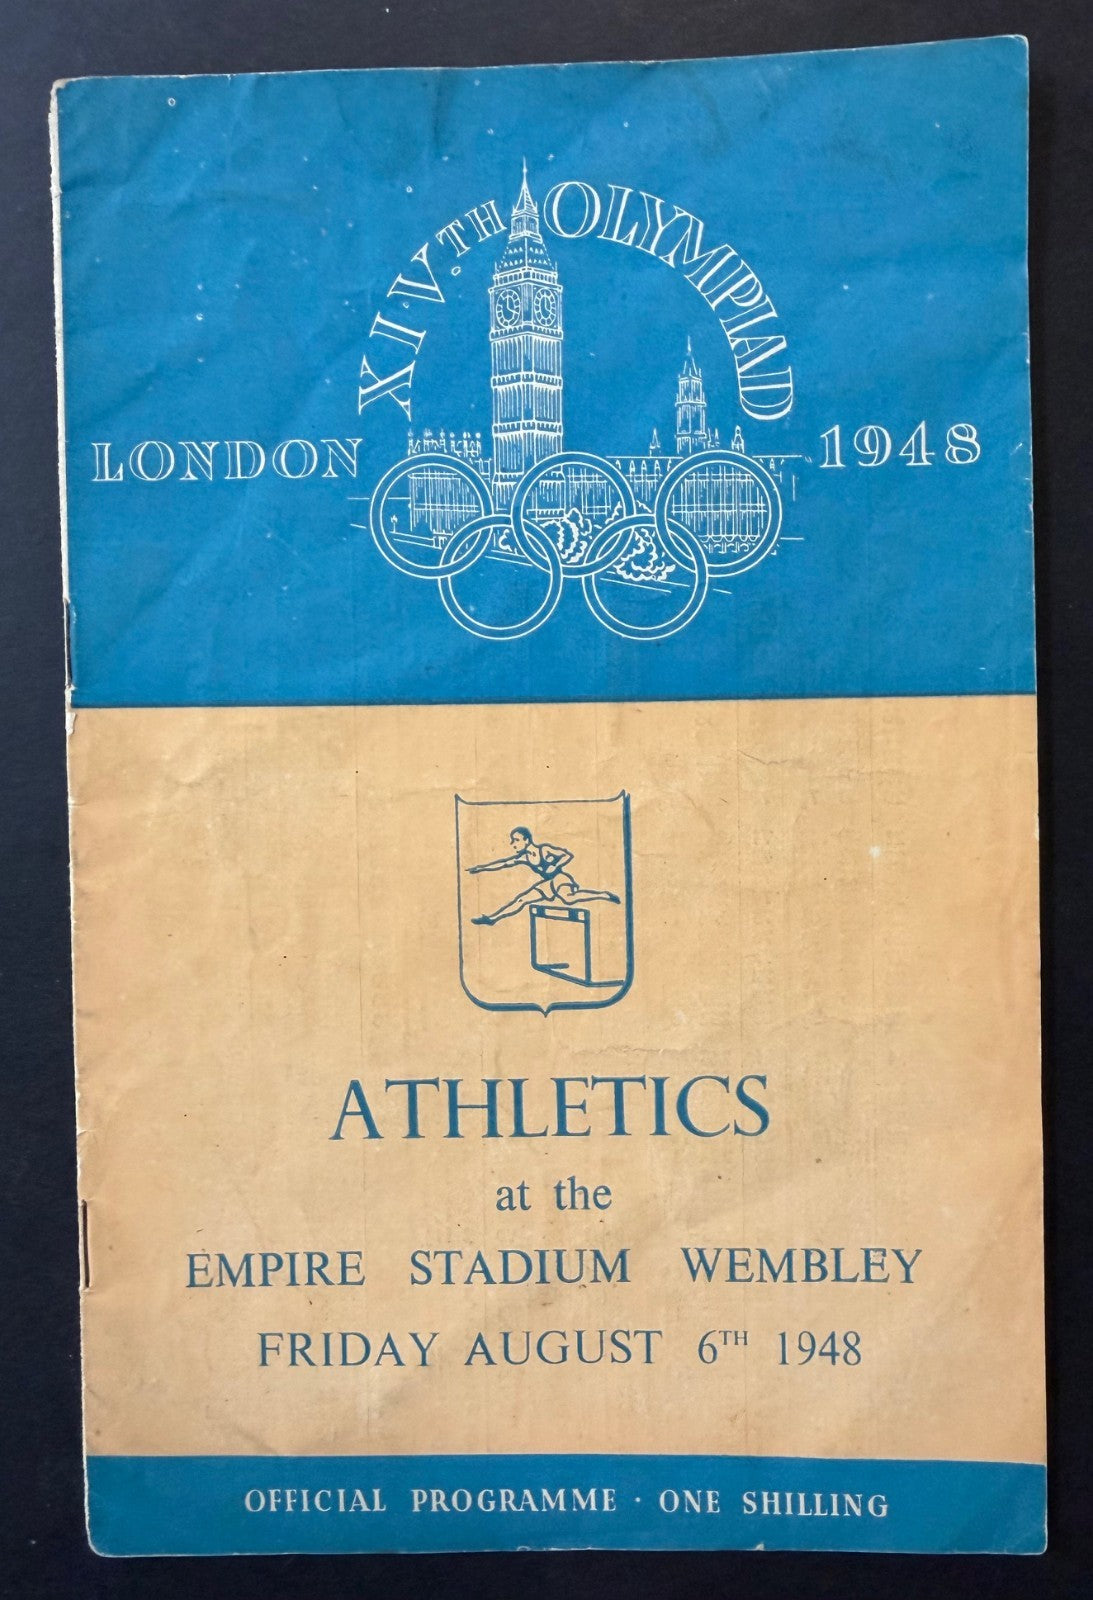 XIVTH OLYMPIAD
LONDON 1948
ATHLETICS
at the
EMPIRE STADIUM WEMBLEY
FRIDAY AUGUST 6TH 1948
OFFICIAL PROGRAMME · ONE SHILLING